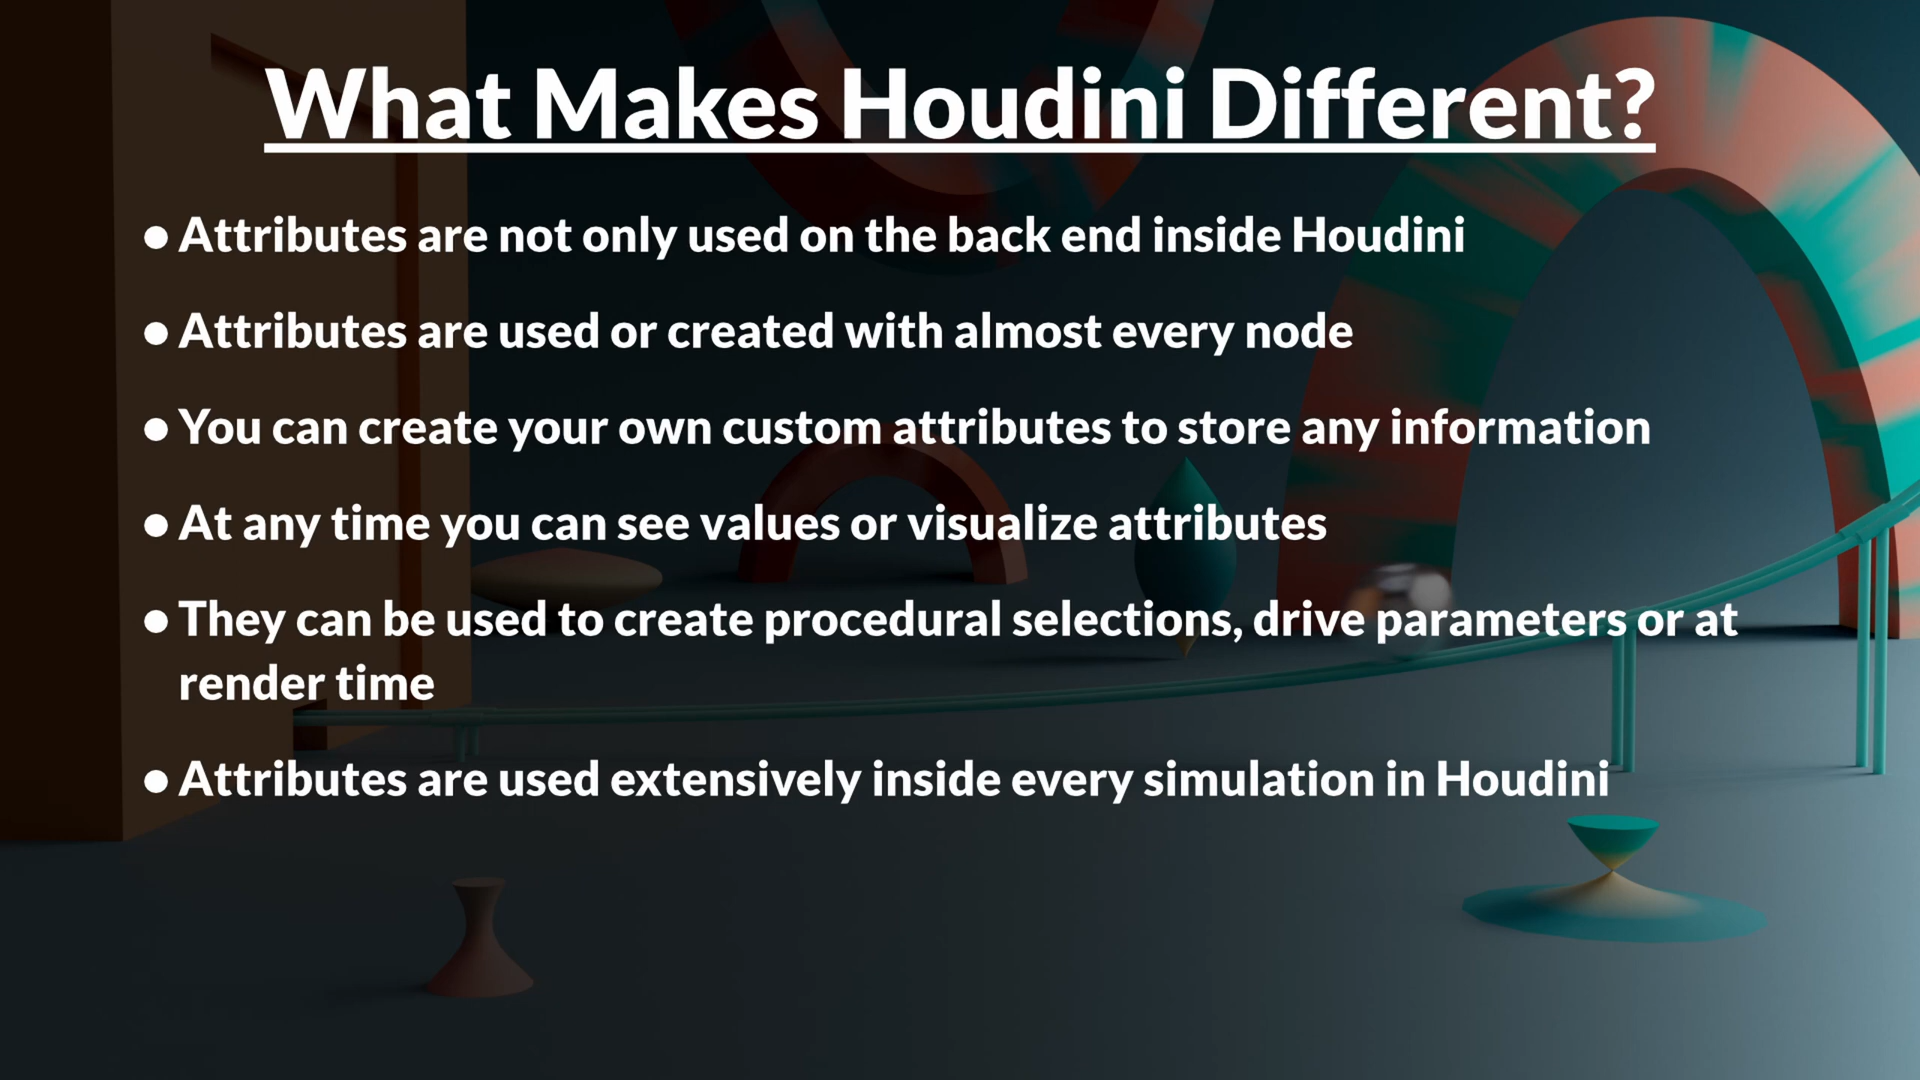 What Makes Houdini Different?
● Attributes are not only used on the back end inside Houdini
● Attributes are used or created with almost every node
● You can create your own custom attributes to store any information
● At any time you can see values or visualize attributes
● They can be used to create procedural selections, drive parameters or at
render time
● Attributes are used extensively inside every simulation in Houdini